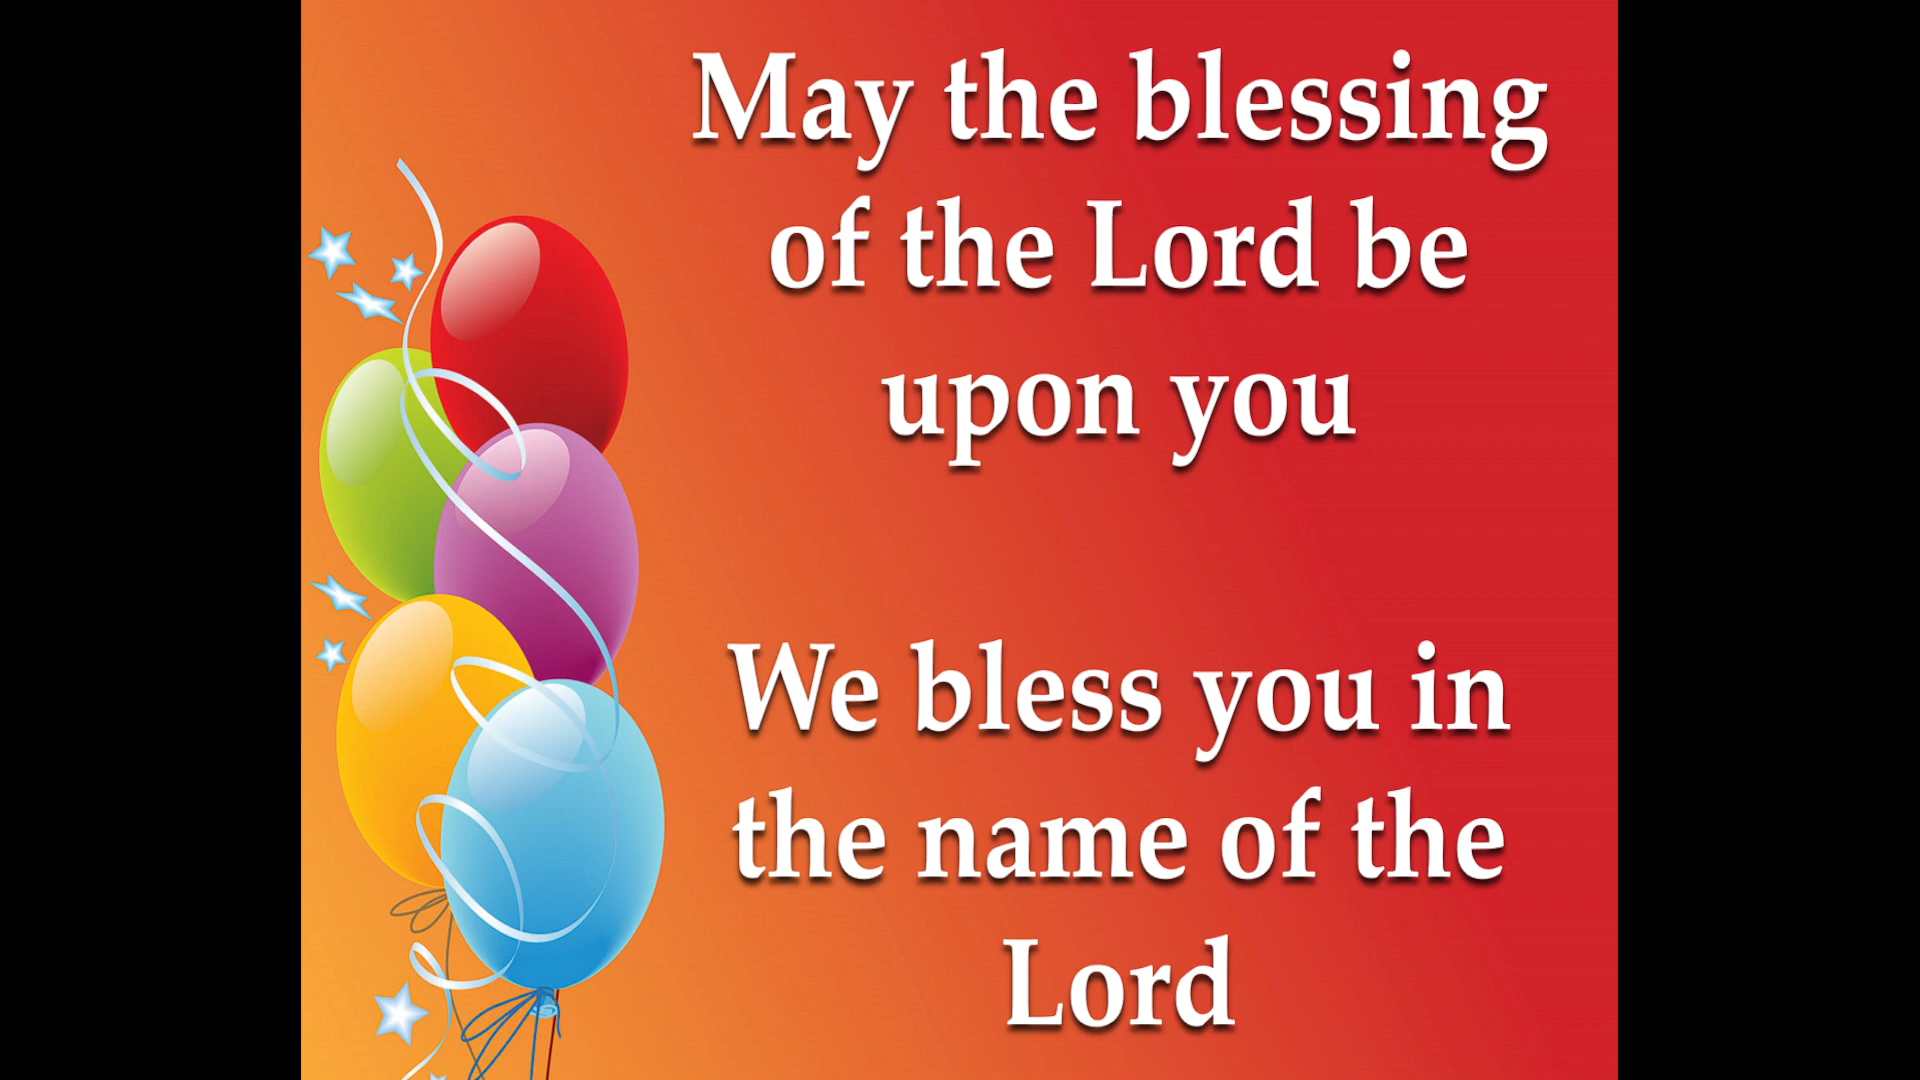 May the blessing
of the Lord be
upon you
We bless you in
the name of the
Lord